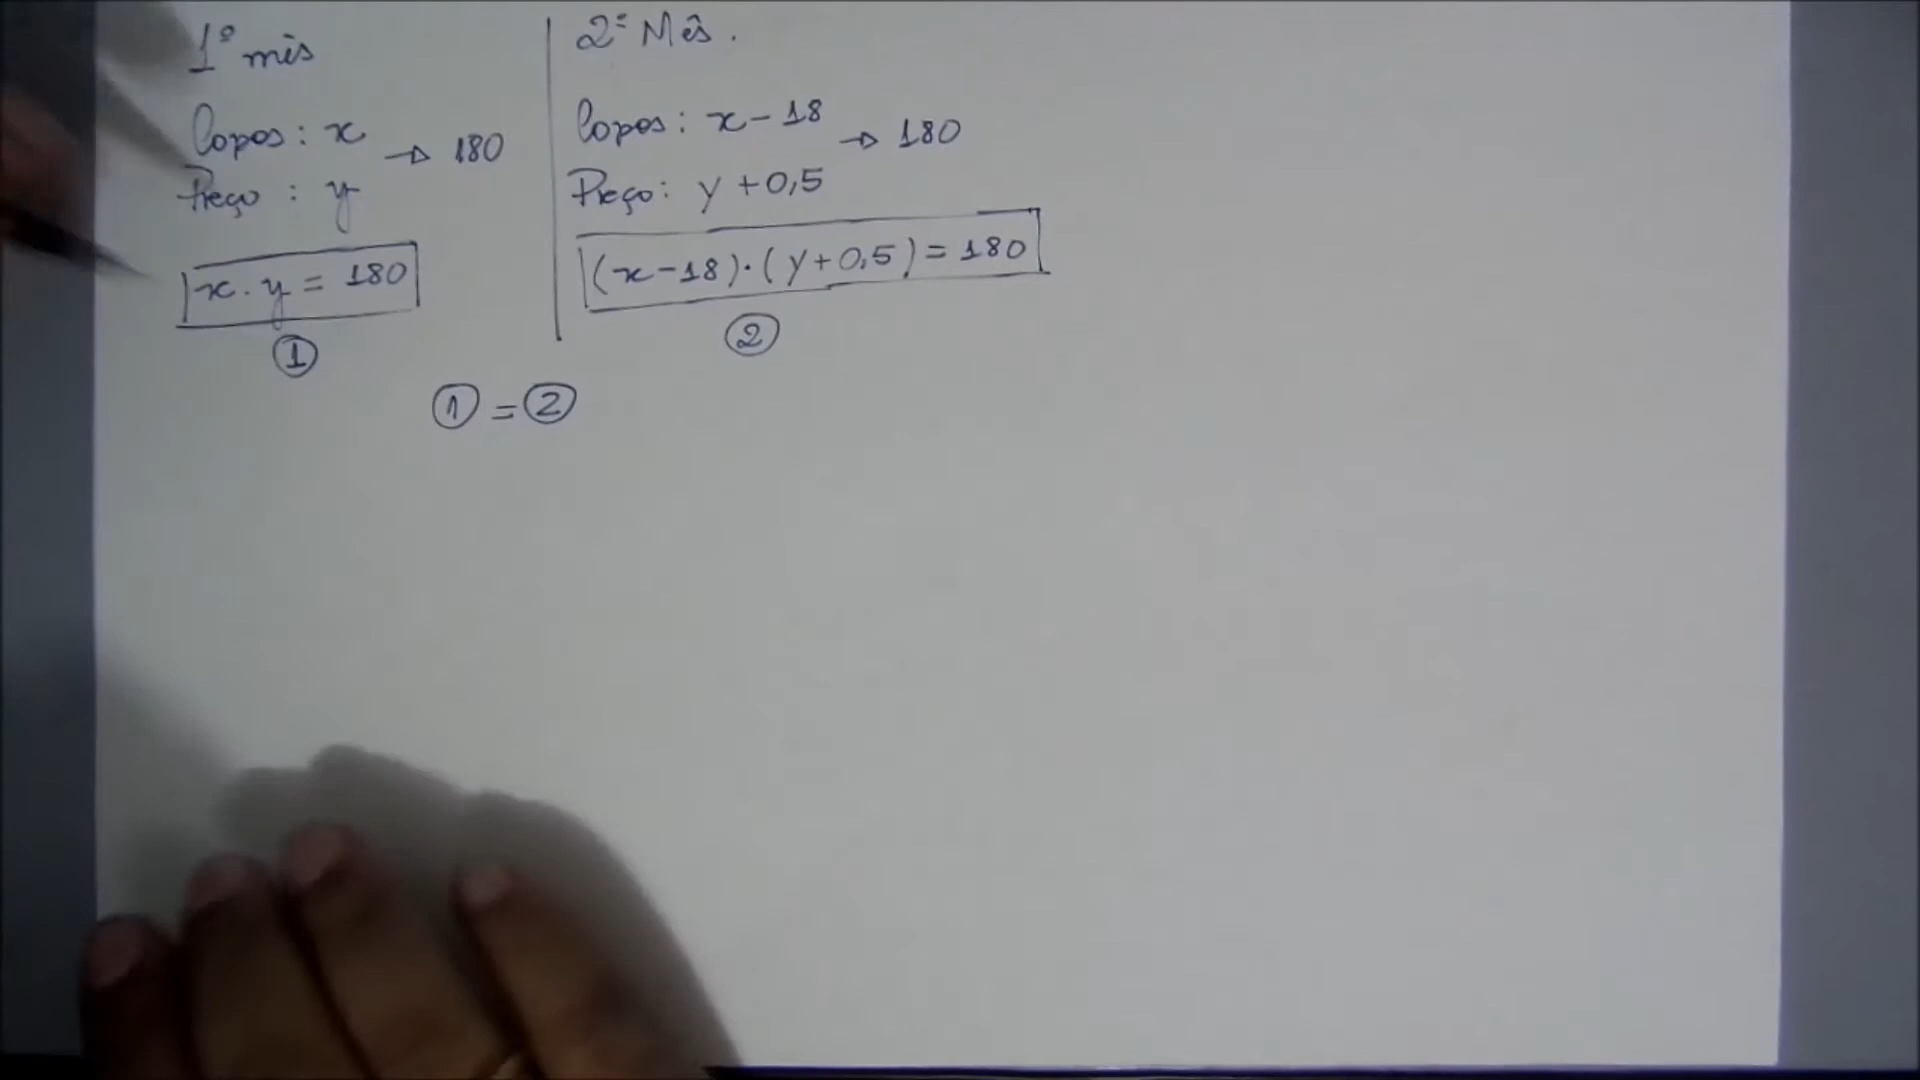 1º mês
Copos: x
→ 180
Preço: y
x . y = 180
1
2º Mês.
Copos: x - 18
→ 180
Preço: y + 0,5
(x - 18) · (y + 0,5) = 180
2
1 = 2